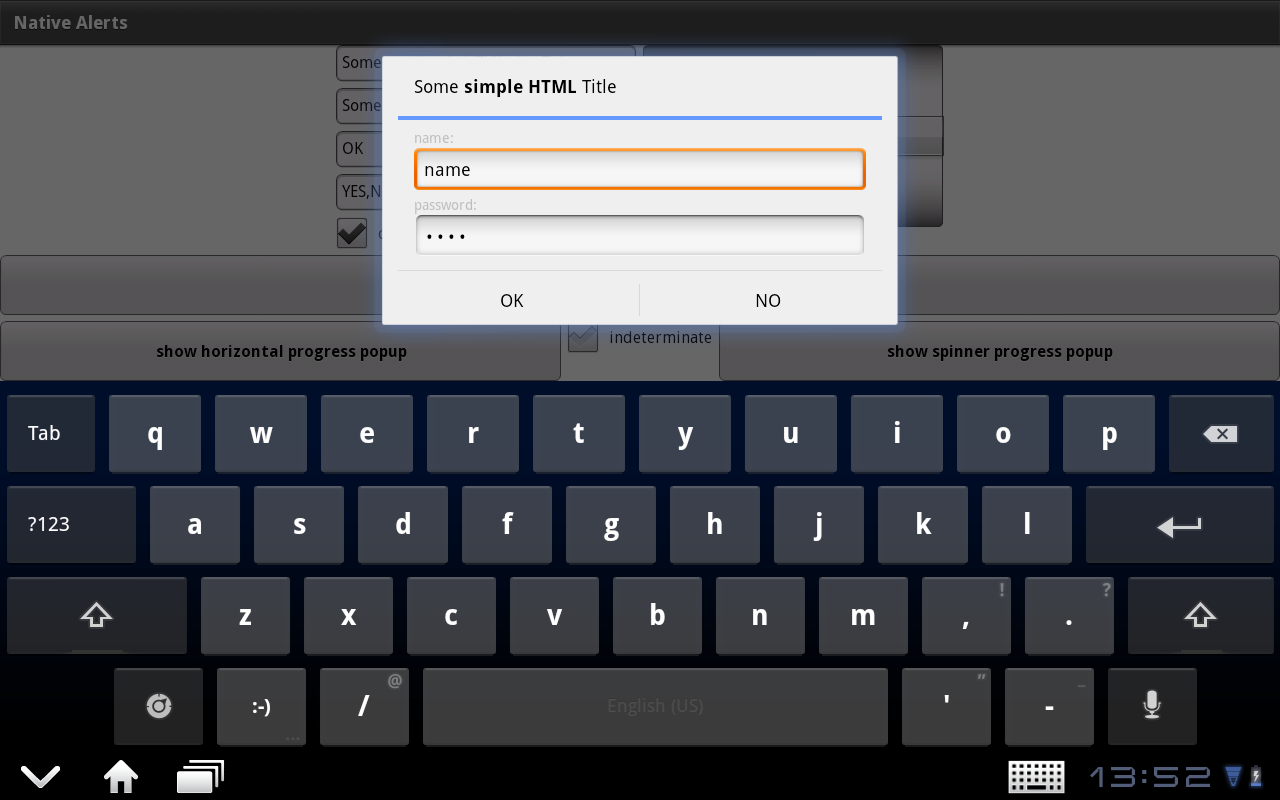 Native Alerts
Some
Some simple HTML Title
Some
name:
name
OK
password:
YES,N
••••
OK NO
indeterminate
show horizontal progress popup show spinner progress popup
Tab q w e r t y u i o p
?123 a s d f g h j k l
z x c v b n m , ! . ?
:-) ... / @ English (US) ' " - _
13:52